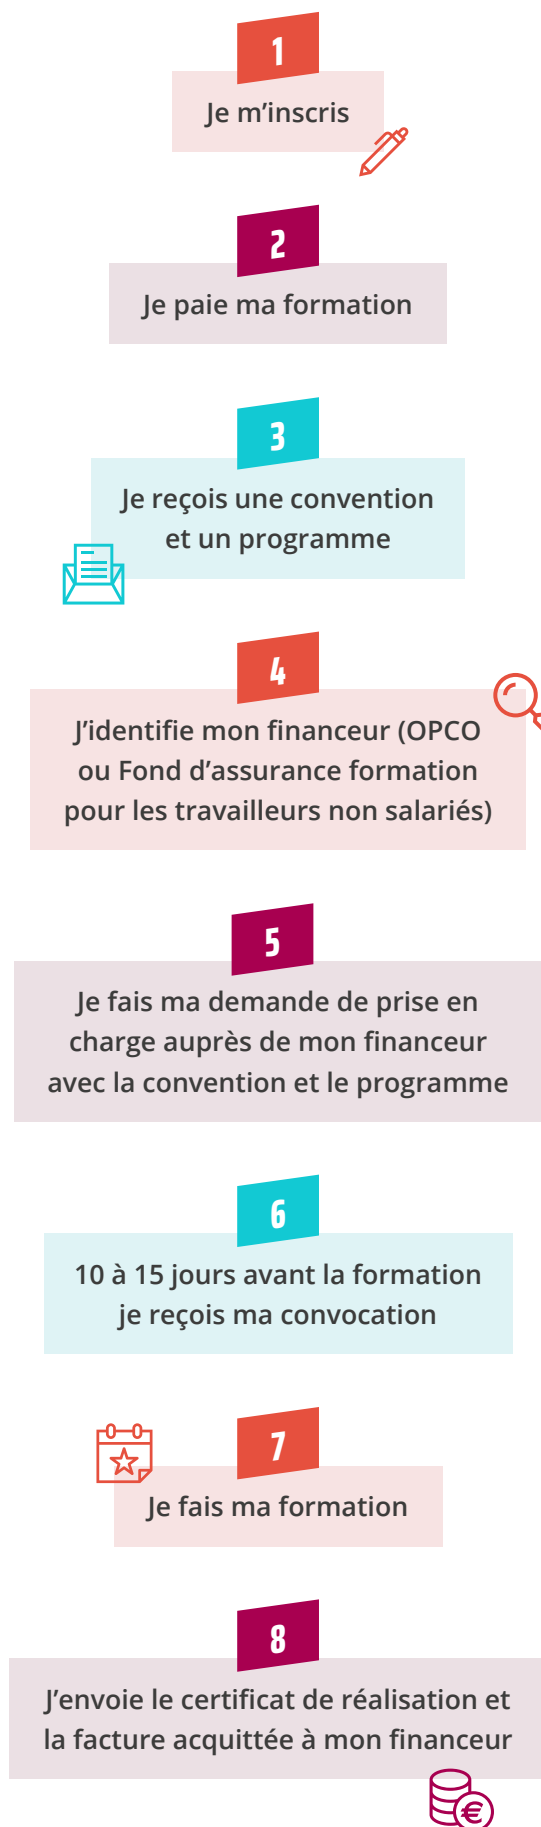 1
Je m’inscris
2
Je paie ma formation
3
Je reçois une convention
et un programme
4
J’identifie mon financeur (OPCO
ou Fond d’assurance formation
pour les travailleurs non salariés)
5
Je fais ma demande de prise en
charge auprès de mon financeur
avec la convention et le programme
6
10 à 15 jours avant la formation
je reçois ma convocation
7
Je fais ma formation
8
J’envoie le certificat de réalisation et
la facture acquittée à mon financeur
€